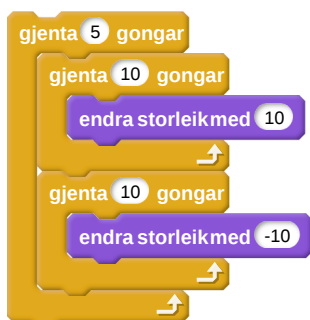 gjenta 5 gongar
gjenta 10 gongar
endra storleik med 10
gjenta 10 gongar
endra storleik med -10